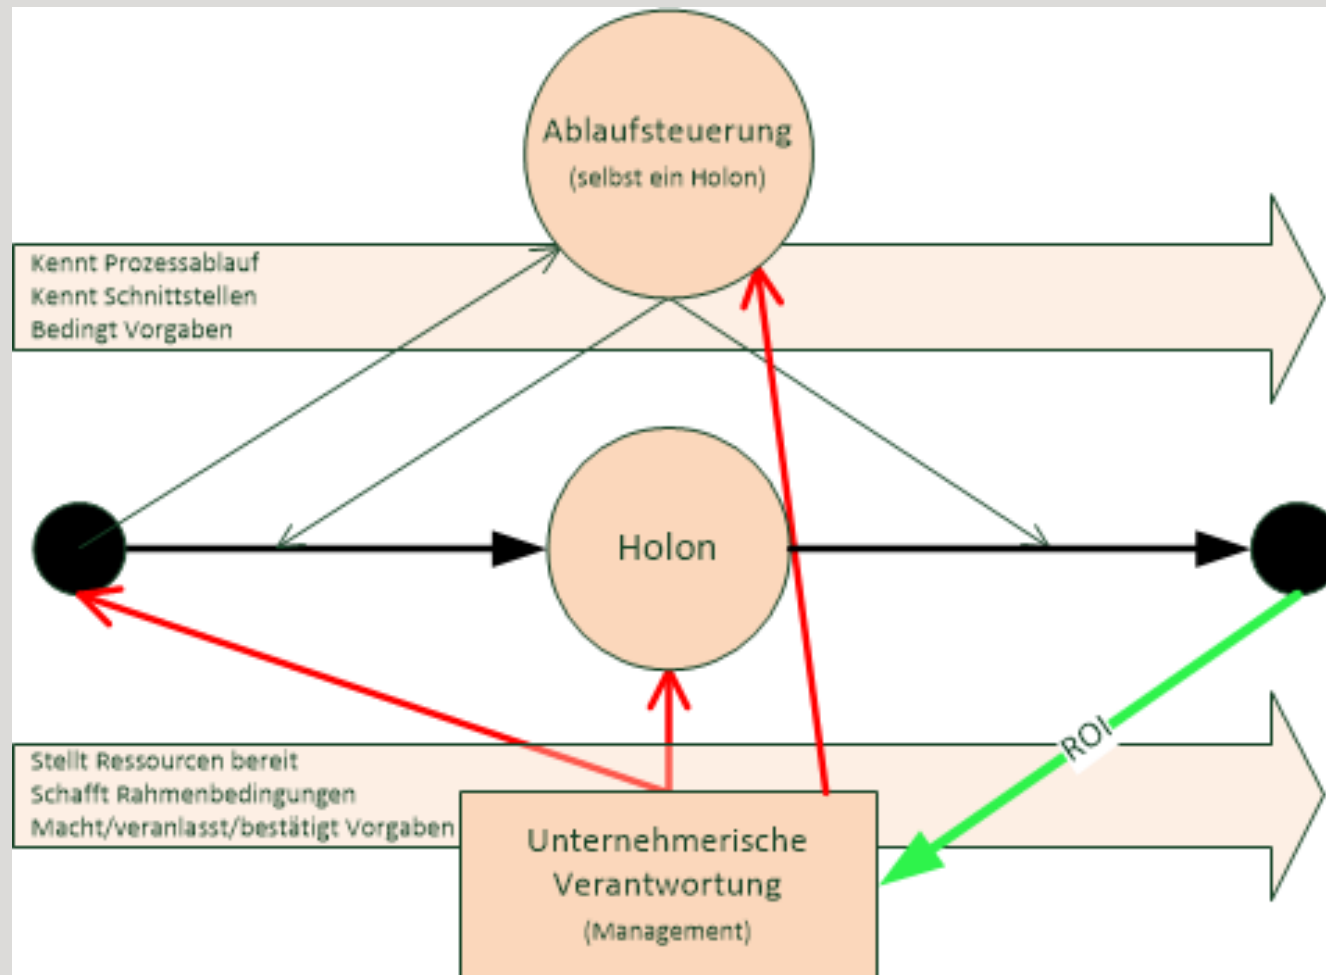 Ablaufsteuerung
(selbst ein Holon)
Kennt Prozessablauf
Kennt Schnittstellen
Bedingt Vorgaben
Holon
ROI
Stellt Ressourcen bereit
Schafft Rahmenbedingungen
Macht/veranlasst/bestätigt Vorgaben
Unternehmerische
Verantwortung
(Management)